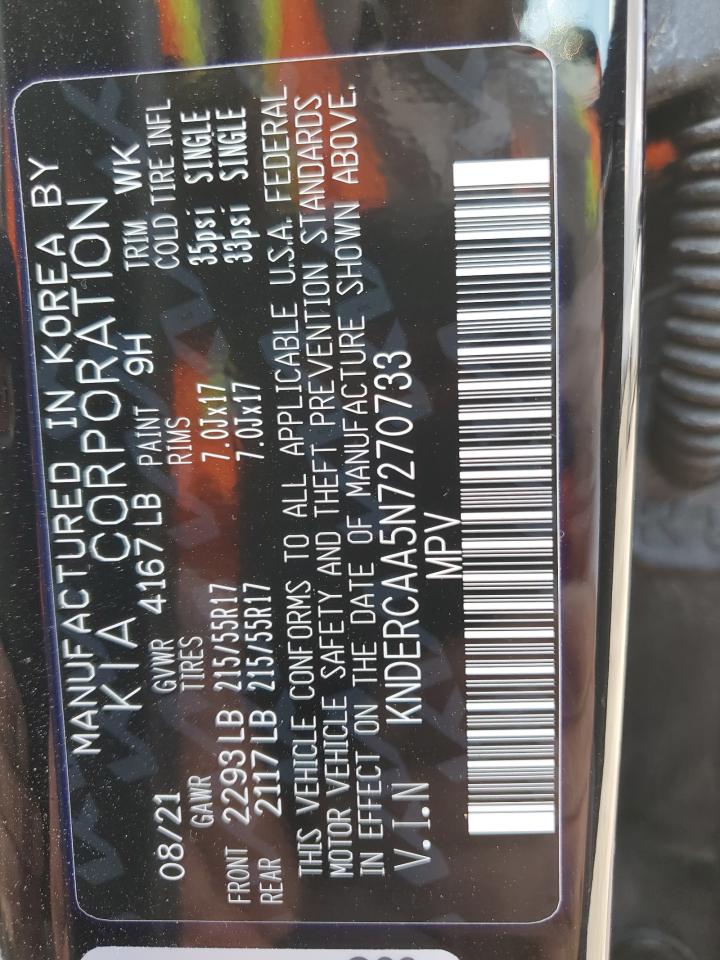 MANUFACTURED IN KOREA BY
KIA CORPORATION
08/21 GVWR 4167 LB PAINT 9H TRIM WK
GAWR TIRES RIMS COLD TIRE INFL
FRONT 2293 LB 215/55R17 7.0Jx17 35psi SINGLE
REAR 2117 LB 215/55R17 7.0Jx17 33psi SINGLE
THIS VEHICLE CONFORMS TO ALL APPLICABLE U.S.A. FEDERAL
MOTOR VEHICLE SAFETY AND THEFT PREVENTION STANDARDS
IN EFFECT ON THE DATE OF MANUFACTURE SHOWN ABOVE.
V.I.N KNDERCAA5N7270733
MPV